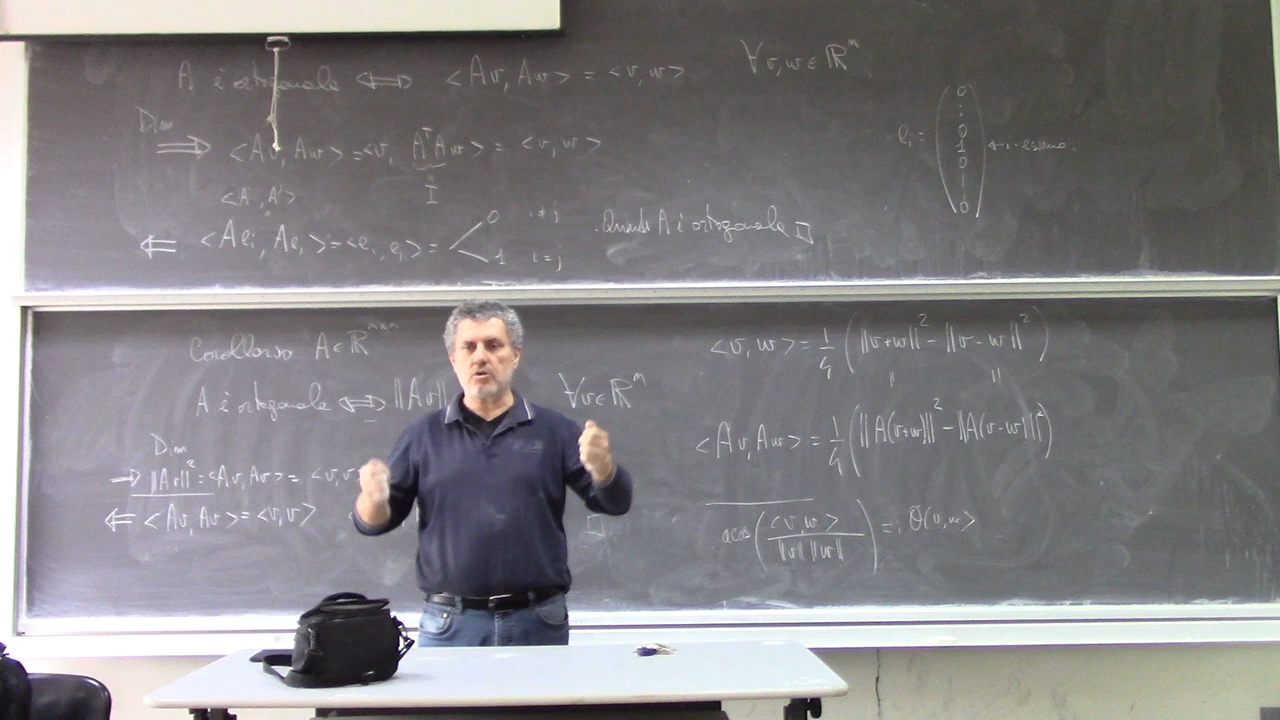 A è ortogonale ⟺ <Av, Aw> = <v, w> ∀ v, w ∈ ℝⁿ
Dim
⟹ <Av, Aw> = <v, AᵀAw> = <v, w>
I
eᵢ = (0 ⋮ 0 1 0 | 0) ← i-esimo
<Aⁱ, Aʲ>
⟸ <Aeᵢ, Aeⱼ> = <eᵢ, eⱼ> = < 0 i≠j
1 i=j
Quindi A è ortogonale □
Corollario A ∈ ℝⁿˣⁿ
A è ortogonale ⟺ ||Av|| ∀v ∈ ℝⁿ
Dim
→ ||Av||² = <Av, Av> = <v, v>
⟸ <Av, Av> = <v, v>
□
<v, w> = 1/4 (||v+w||² - ||v-w||²)
" "
<Av, Aw> = 1/4 (||A(v+w)||² - ||A(v-w)||²)
acos (<v, w> / ||v|| ||w||) =: ϑ(v, w)